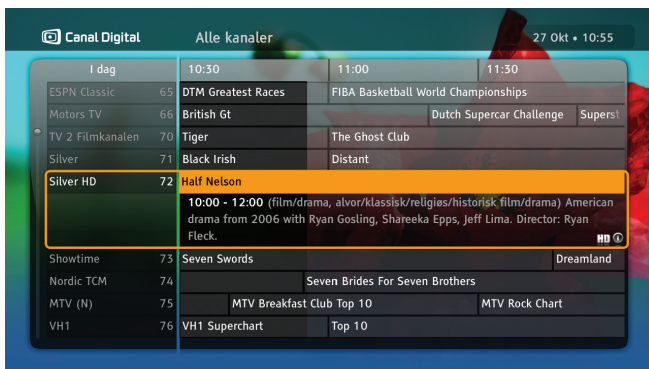 Canal Digital Alle kanaler 27 Okt • 10:55
I dag 10:30 11:00 11:30
ESPN Classic 65 DTM Greatest Races FIBA Basketball World Championships
Motors TV 66 British Gt Dutch Supercar Challenge Superst
TV 2 Filmkanalen 70 Tiger The Ghost Club
Silver 71 Black Irish Distant
Silver HD 72 Half Nelson
10:00 - 12:00 (film/drama, alvor/klassisk/religiøs/historisk film/drama) American
drama from 2006 with Ryan Gosling, Shareeka Epps, Jeff Lima. Director: Ryan
Fleck.
HD i
Showtime 73 Seven Swords Dreamland
Nordic TCM 74 Seven Brides For Seven Brothers
MTV (N) 75 MTV Breakfast Club Top 10 MTV Rock Chart
VH1 76 VH1 Superchart Top 10